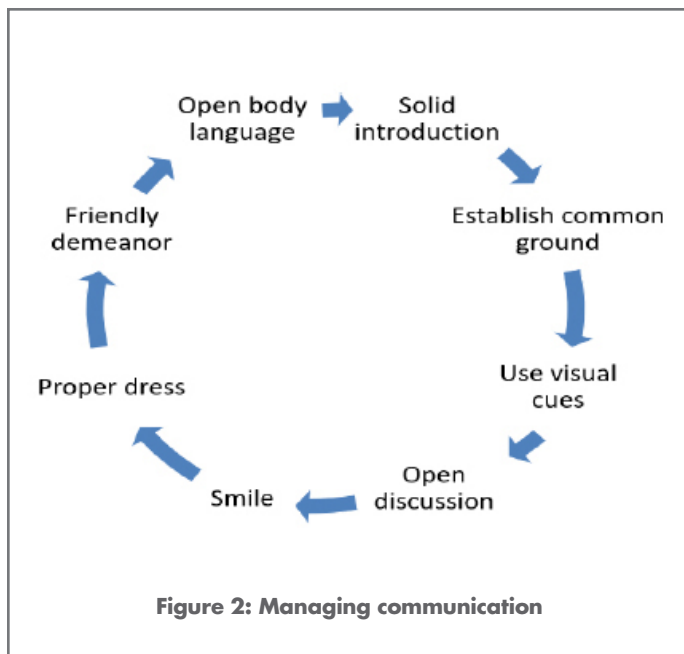 Open body
language
Solid
introduction
Establish common
ground
Use visual
cues
Open
discussion
Smile
Proper dress
Friendly
demeanor
Figure 2: Managing communication